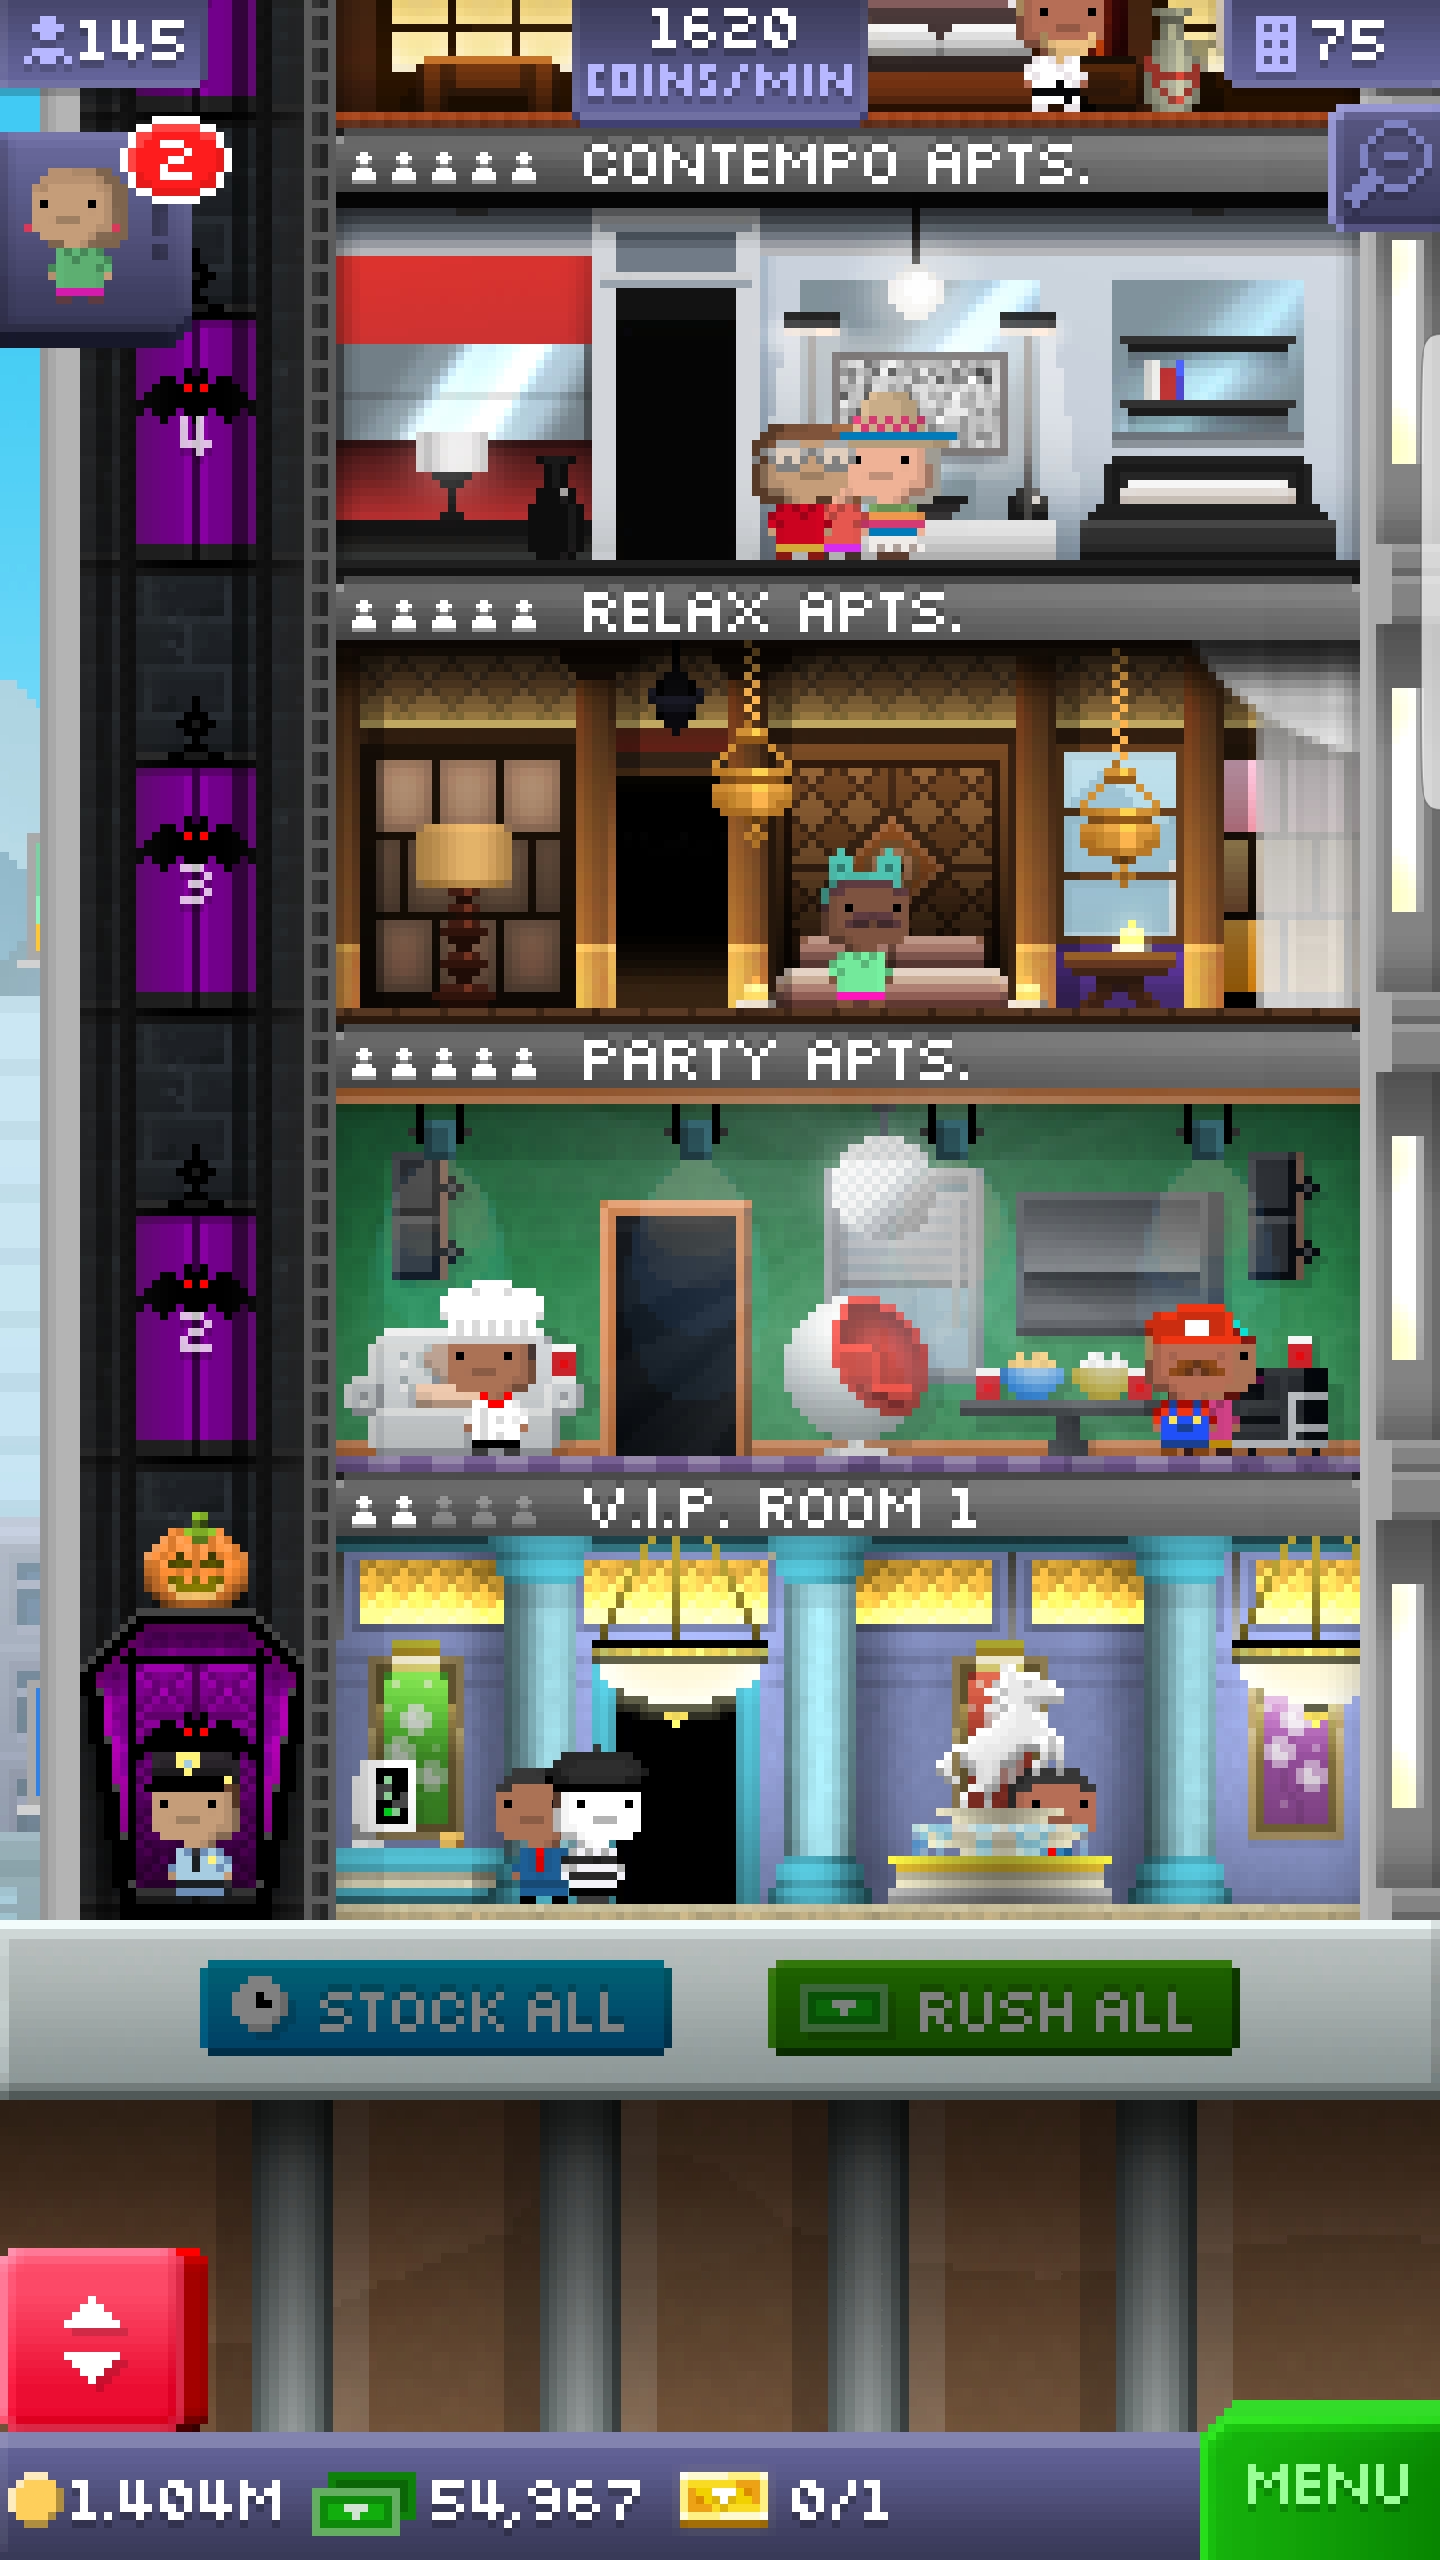 145
1620
COINS/MIN
75
2
CONTEMPO APTS.
4
RELAX APTS.
3
PARTY APTS.
2
V.I.P. ROOM 1
STOCK ALL
RUSH ALL
1.404M
54,967
0/1
MENU